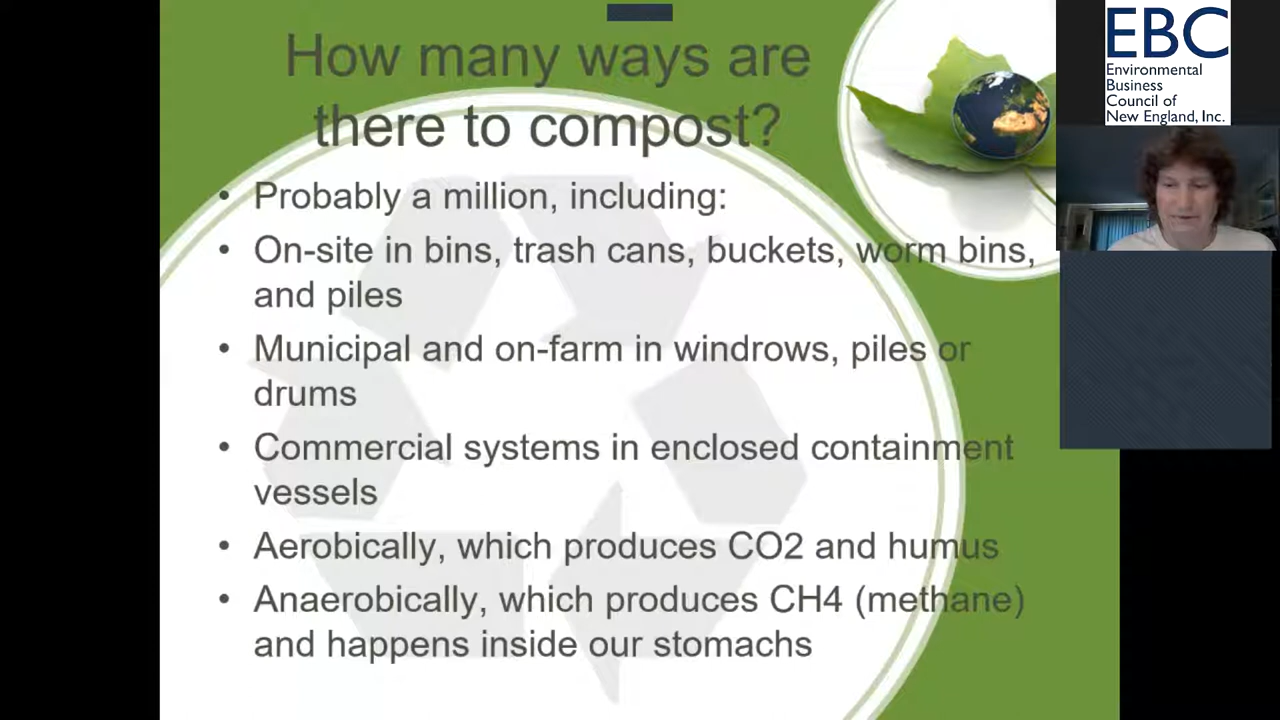 How many ways are
there to compost?
• Probably a million, including:
• On-site in bins, trash cans, buckets, worm bins,
and piles
• Municipal and on-farm in windrows, piles or
drums
• Commercial systems in enclosed containment
vessels
• Aerobically, which produces CO2 and humus
• Anaerobically, which produces CH4 (methane)
and happens inside our stomachs
EBC
Environmental
Business
Council of
New England, Inc.